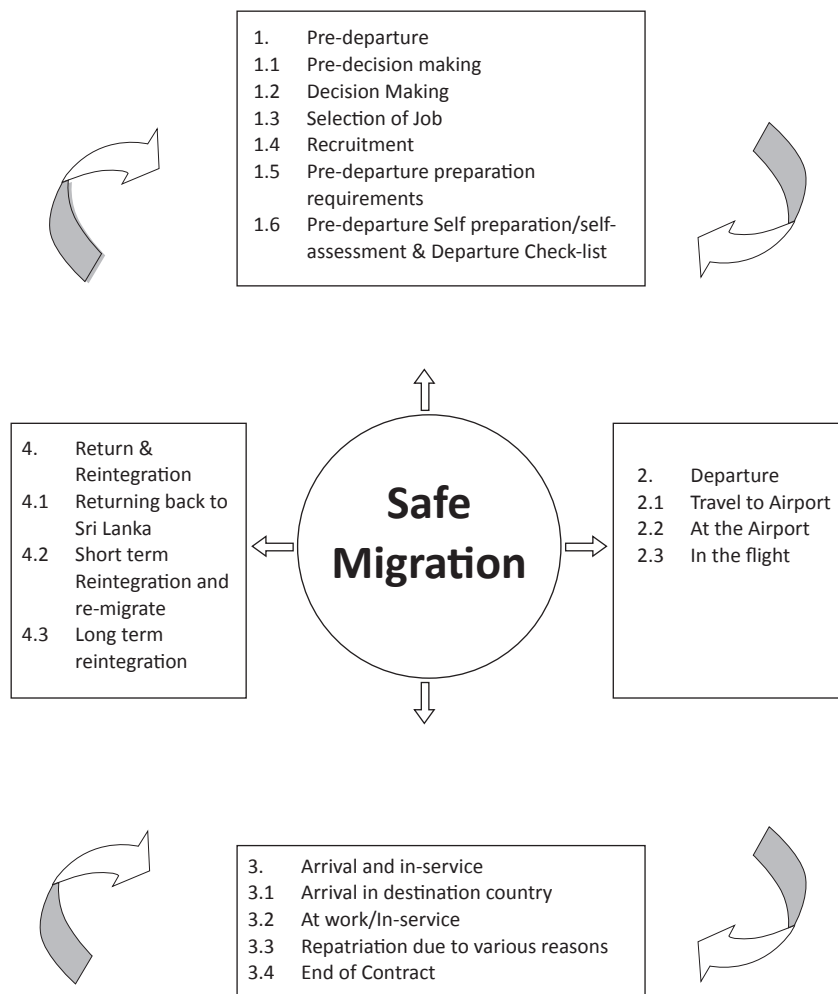 1. Pre-departure
1.1 Pre-decision making
1.2 Decision Making
1.3 Selection of Job
1.4 Recruitment
1.5 Pre-departure preparation
requirements
1.6 Pre-departure Self preparation/self-
assessment & Departure Check-list
4. Return &
Reintegration
4.1 Returning back to
Sri Lanka
4.2 Short term
Reintegration and
re-migrate
4.3 Long term
reintegration
Safe
Migration
2. Departure
2.1 Travel to Airport
2.2 At the Airport
2.3 In the flight
3. Arrival and in-service
3.1 Arrival in destination country
3.2 At work/In-service
3.3 Repatriation due to various reasons
3.4 End of Contract